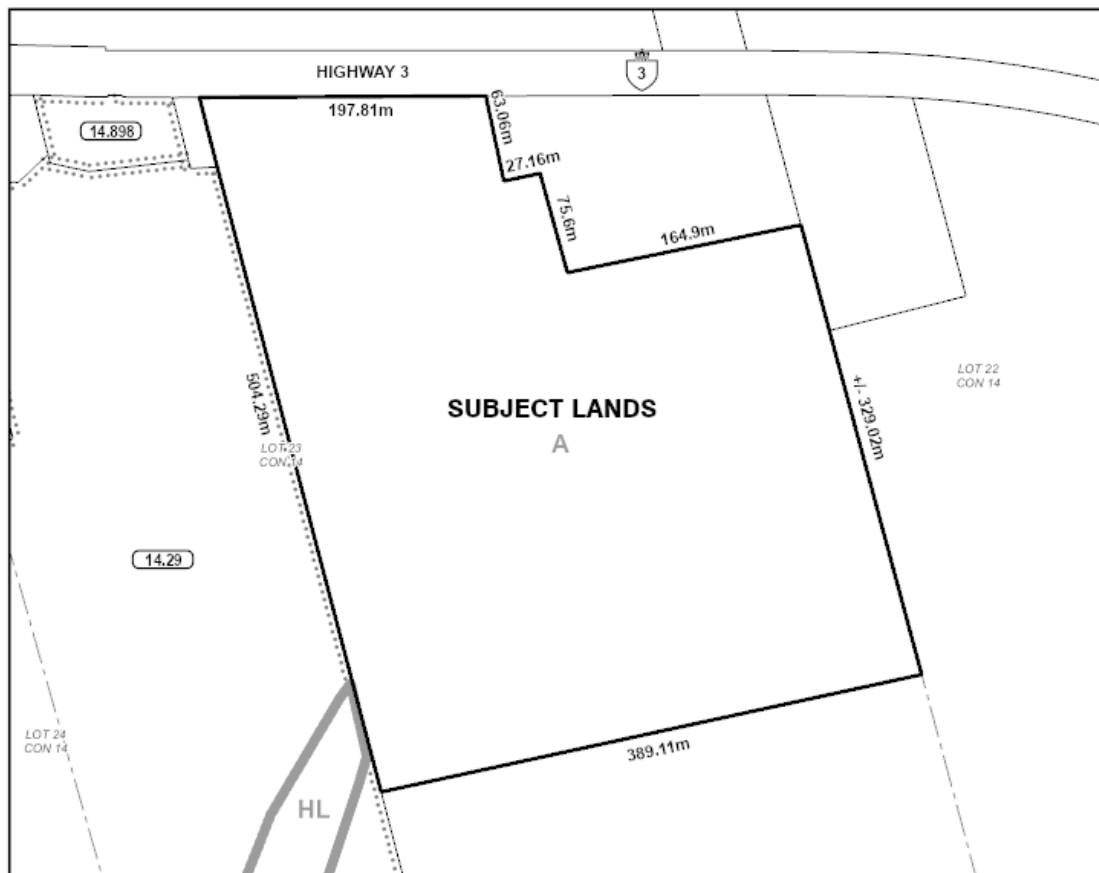 HIGHWAY 3
3
197.81m
63.06m
14.898
27.16m
75.6m
164.9m
LOT 22
CON 14
+/- 329.02m
504.29m
SUBJECT LANDS
A
LOT 23
CON 14
14.29
LOT 24
CON 14
389.11m
HL